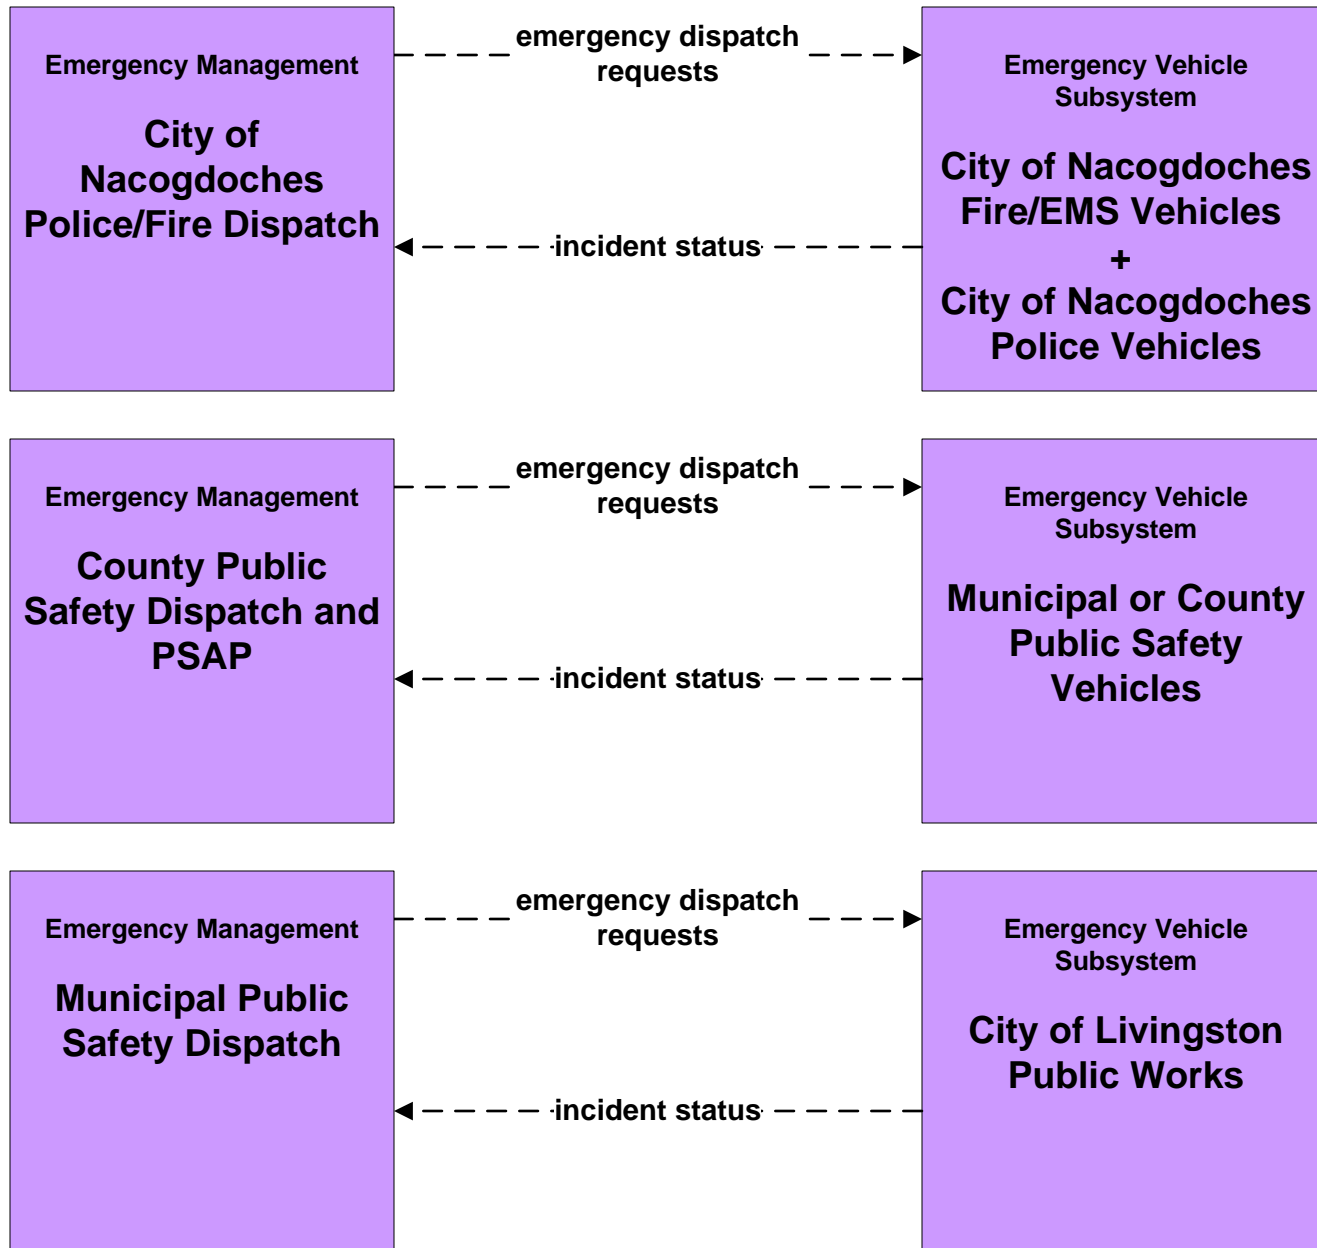 Emergency Management
City of
Nacogdoches
Police/Fire Dispatch
emergency dispatch
requests
incident status
Emergency Vehicle
Subsystem
City of Nacogdoches
Fire/EMS Vehicles
+
City of Nacogdoches
Police Vehicles
Emergency Management
County Public
Safety Dispatch and
PSAP
emergency dispatch
requests
incident status
Emergency Vehicle
Subsystem
Municipal or County
Public Safety
Vehicles
Emergency Management
Municipal Public
Safety Dispatch
emergency dispatch
requests
incident status
Emergency Vehicle
Subsystem
City of Livingston
Public Works